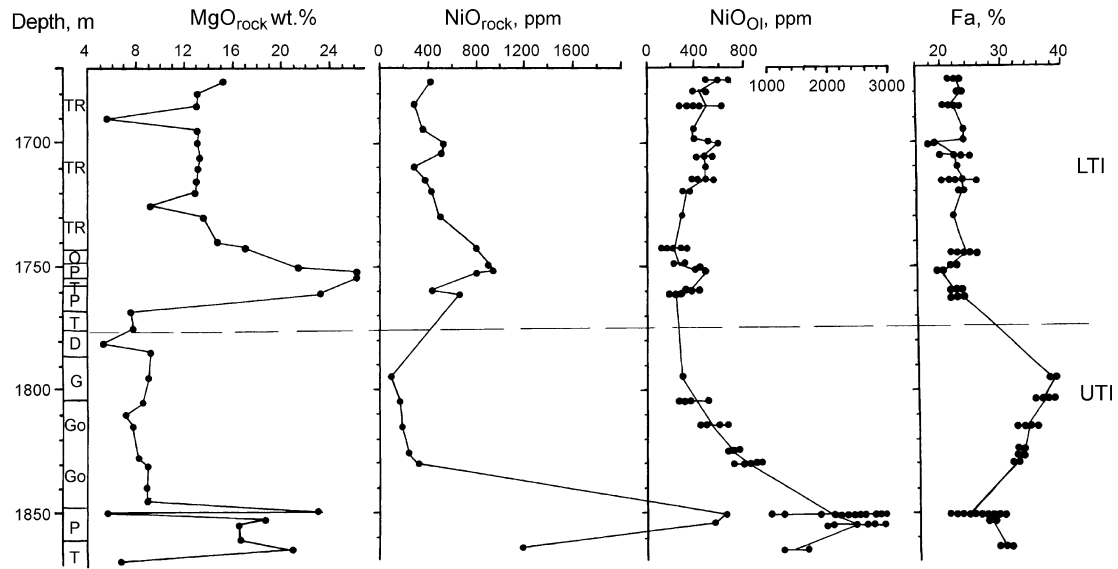 Depth, m MgOrock wt.% NiOrock, ppm NiOOl, ppm Fa, %
4 8 12 16 20 24 0 400 800 1200 1600 0 400 800 20 30 40
1000 2000 3000
TR
1700
TR
LTI
TR
O
1750
P
T
P
T
D
1800
G
UTI
Go
Go
1850
P
T